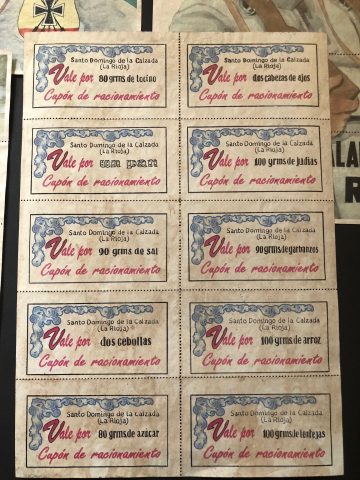 Santo Domingo de la Calzada
(La Rioja)
Vale por 80 grms de tocino
Cupón de racionamiento
Santo Domingo de la Calzada
(La Rioja)
Vale por dos cabezas de ajos
Cupón de racionamiento
Santo Domingo de la Calzada
(La Rioja)
Vale por un pan
Cupón de racionamiento
Santo Domingo de la Calzada
(La Rioja)
Vale por 100 grms de judías
Cupón de racionamiento
Santo Domingo de la Calzada
(La Rioja)
Vale por 90 grms de sal
Cupón de racionamiento
Santo Domingo de la Calzada
(La Rioja)
Vale por 90 grms de garbanzos
Cupón de racionamiento
Santo Domingo de la Calzada
(La Rioja)
Vale por dos cebollas
Cupón de racionamiento
Santo Domingo de la Calzada
(La Rioja)
Vale por 100 grms de arroz
Cupón de racionamiento
Santo Domingo de la Calzada
(La Rioja)
Vale por 80 grms. de azúcar
Cupón de racionamiento
Santo Domingo de la Calzada
(La Rioja)
Vale por 100 grms de lentejas
Cupón de racionamiento